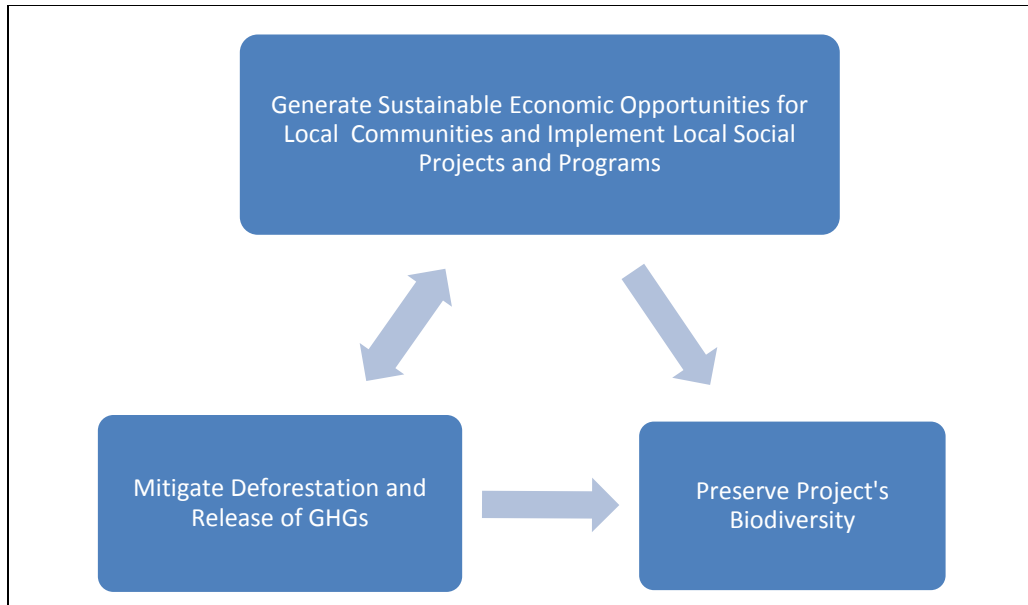 Generate Sustainable Economic Opportunities for
Local  Communities and Implement Local Social
Projects and Programs
Mitigate Deforestation and
Release of GHGs
Preserve Project's
Biodiversity